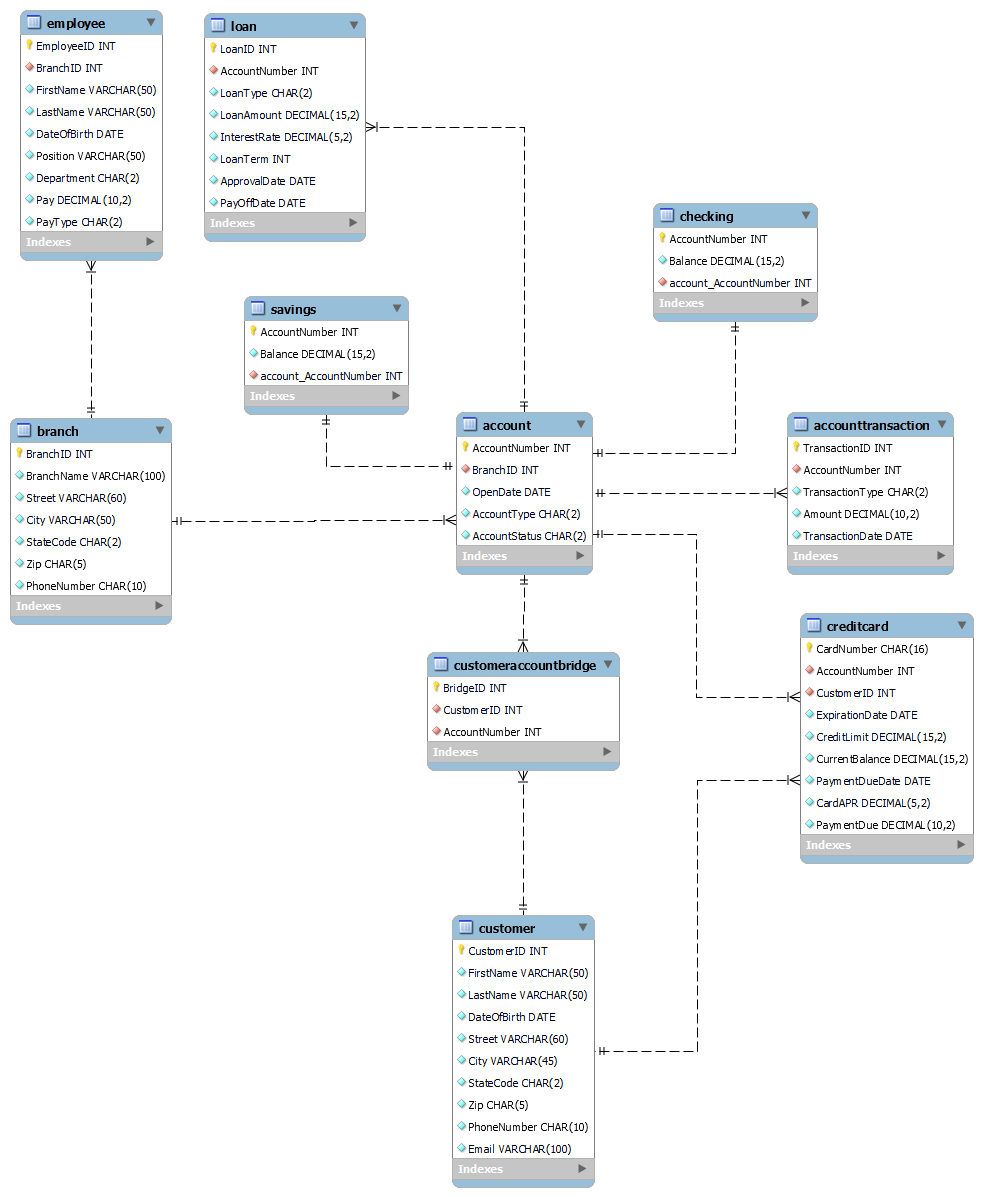 employee
EmployeeID INT
BranchID INT
FirstName VARCHAR(50)
LastName VARCHAR(50)
DateOfBirth DATE
Position VARCHAR(50)
Department CHAR(2)
Pay DECIMAL(10,2)
PayType CHAR(2)
Indexes
loan
LoanID INT
AccountNumber INT
LoanType CHAR(2)
LoanAmount DECIMAL(15,2)
InterestRate DECIMAL(5,2)
LoanTerm INT
ApprovalDate DATE
PayOffDate DATE
Indexes
checking
AccountNumber INT
Balance DECIMAL(15,2)
account_AccountNumber INT
Indexes
savings
AccountNumber INT
Balance DECIMAL(15,2)
account_AccountNumber INT
Indexes
branch
BranchID INT
BranchName VARCHAR(100)
Street VARCHAR(60)
City VARCHAR(50)
StateCode CHAR(2)
Zip CHAR(5)
PhoneNumber CHAR(10)
Indexes
account
AccountNumber INT
BranchID INT
OpenDate DATE
AccountType CHAR(2)
AccountStatus CHAR(2)
Indexes
accounttransaction
TransactionID INT
AccountNumber INT
TransactionType CHAR(2)
Amount DECIMAL(10,2)
TransactionDate DATE
Indexes
creditcard
CardNumber CHAR(16)
AccountNumber INT
CustomerID INT
ExpirationDate DATE
CreditLimit DECIMAL(15,2)
CurrentBalance DECIMAL(15,2)
PaymentDueDate DATE
CardAPR DECIMAL(5,2)
PaymentDue DECIMAL(10,2)
Indexes
customeraccountbridge
BridgeID INT
CustomerID INT
AccountNumber INT
Indexes
customer
CustomerID INT
FirstName VARCHAR(50)
LastName VARCHAR(50)
DateOfBirth DATE
Street VARCHAR(60)
City VARCHAR(45)
StateCode CHAR(2)
Zip CHAR(5)
PhoneNumber CHAR(10)
Email VARCHAR(100)
Indexes